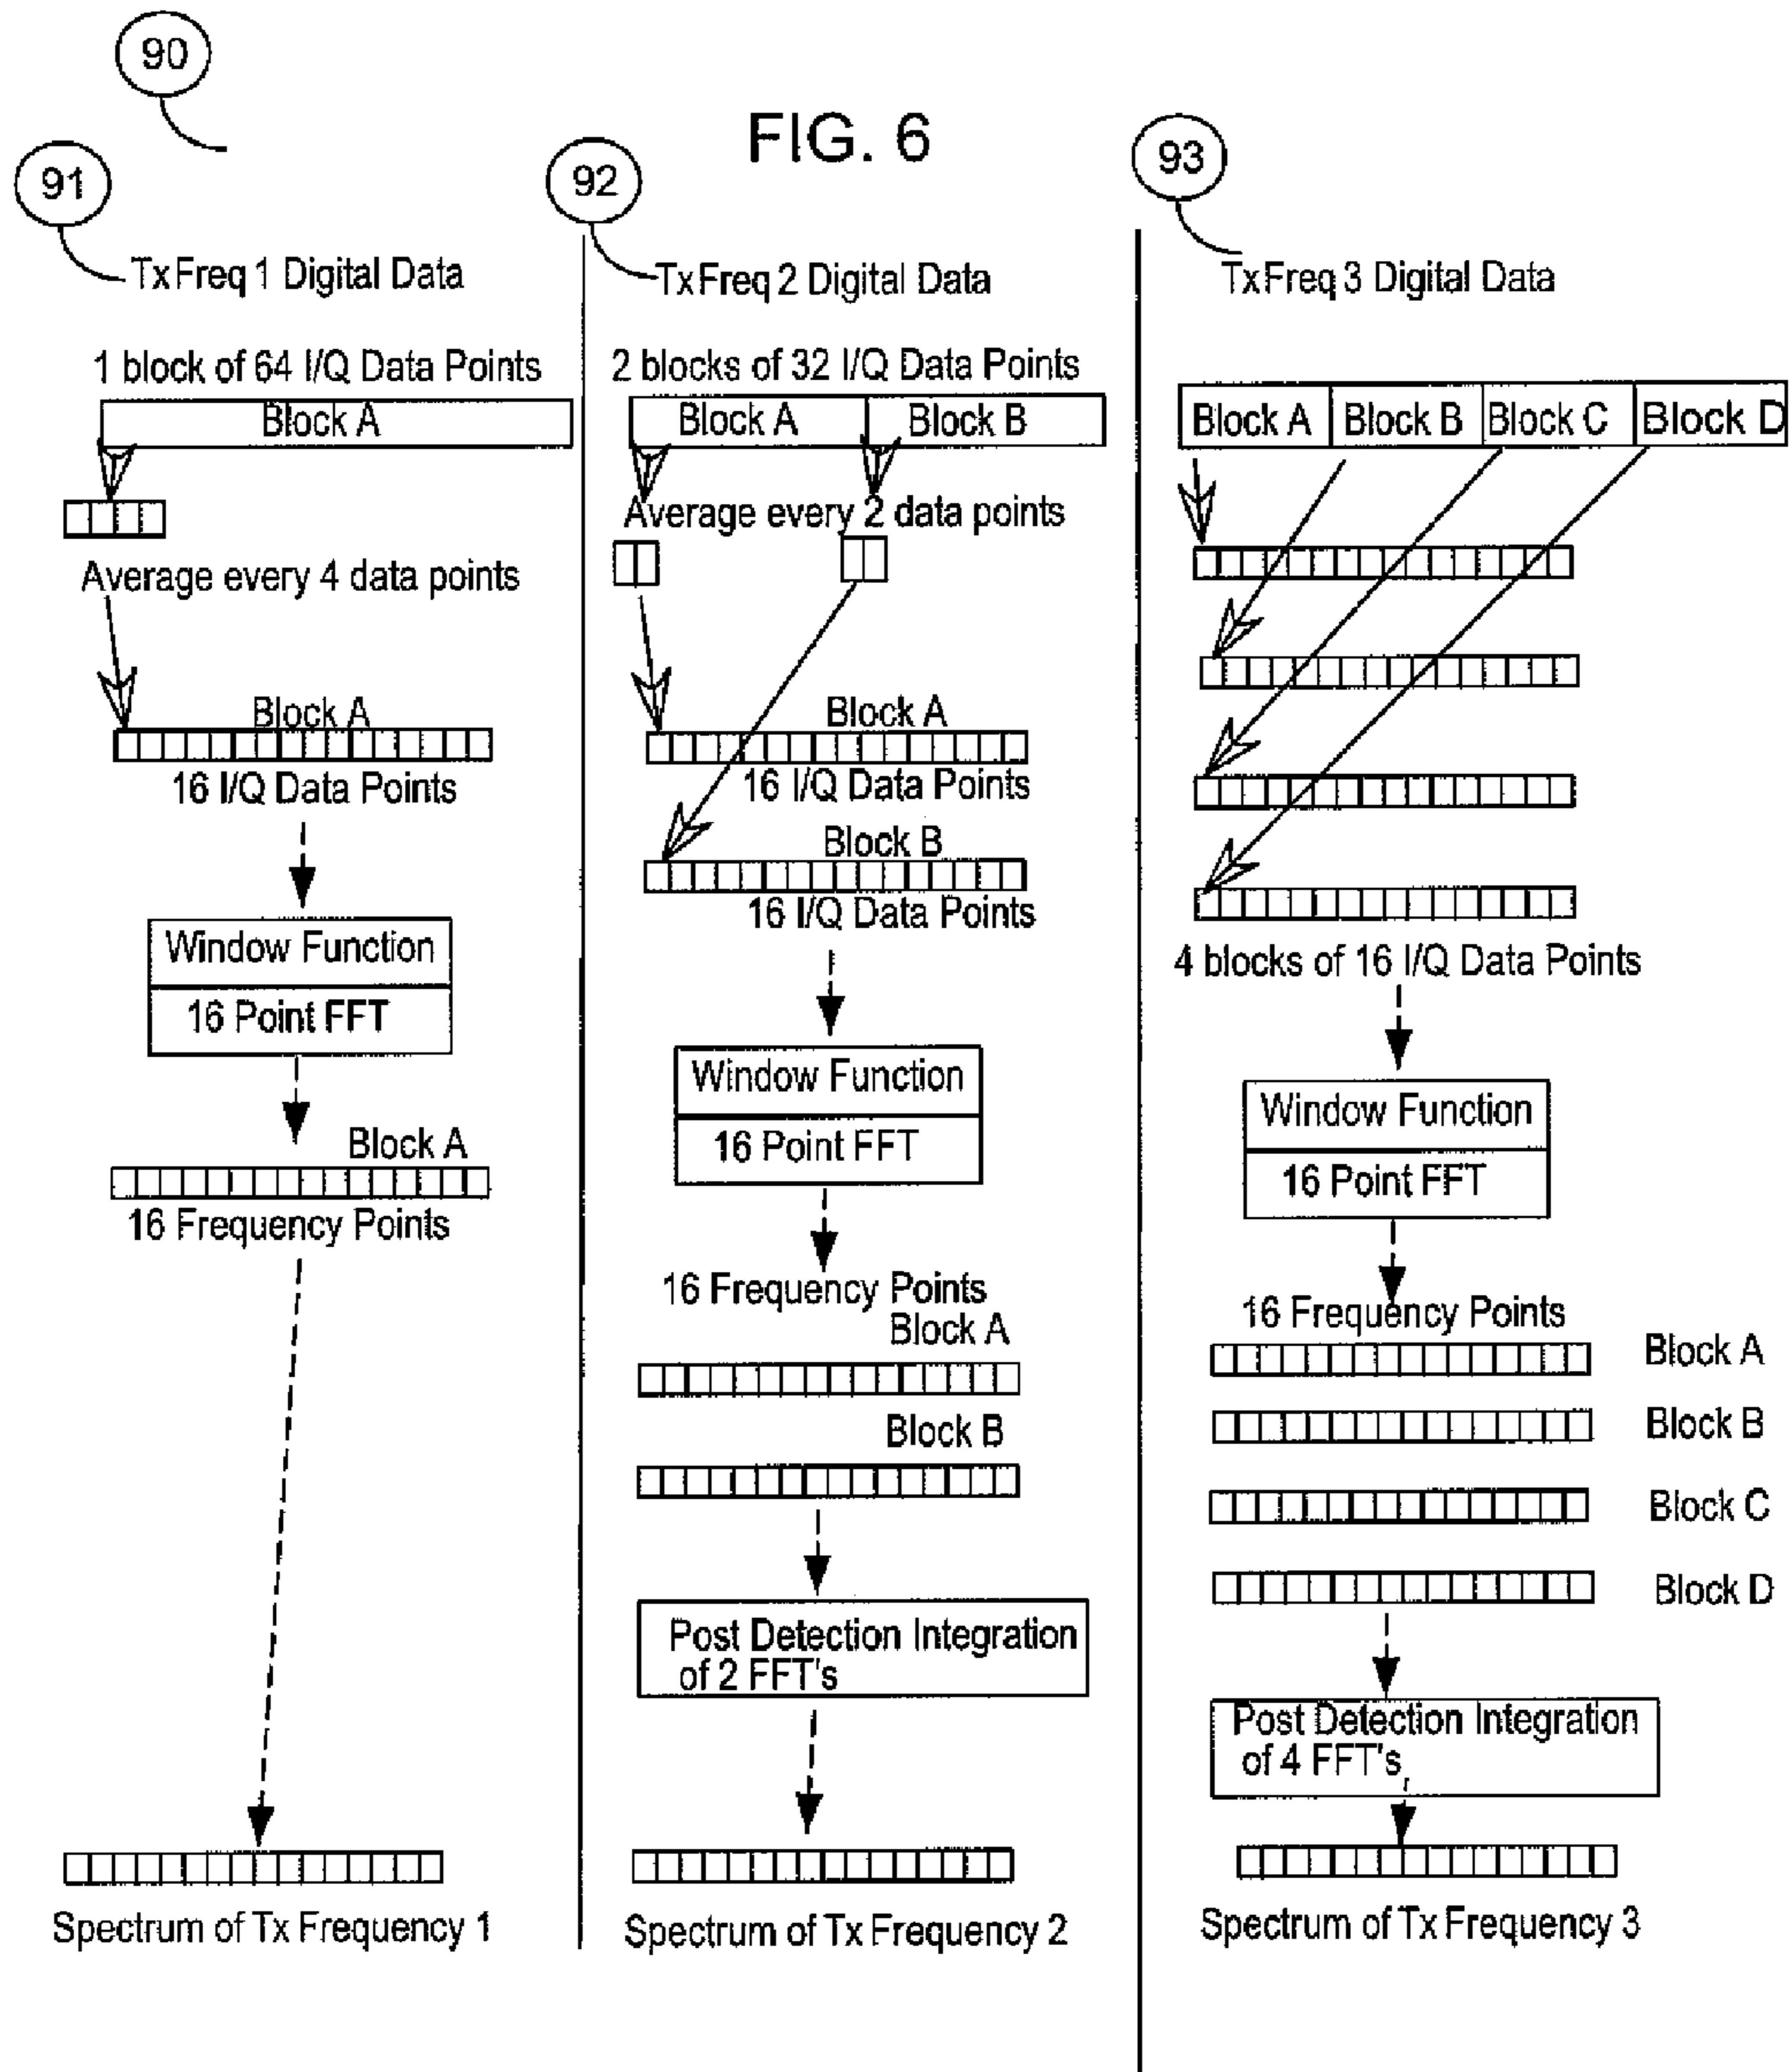 90
FIG. 6
91
TxFreq 1 Digital Data
1 block of 64 I/Q Data Points
Block A
Average every 4 data points
Block A
16 I/Q Data Points
Window Function
16 Point FFT
Block A
16 Frequency Points
Spectrum of Tx Frequency 1
92
TxFreq 2 Digital Data
2 blocks of 32 I/Q Data Points
Block A
Block B
Average every 2 data points
Block A
16 I/Q Data Points
Block B
16 I/Q Data Points
Window Function
16 Point FFT
16 Frequency Points
Block A
Block B
Post Detection Integration
of 2 FFT's
Spectrum of Tx Frequency 2
93
TxFreq 3 Digital Data
Block A
Block B
Block C
Block D
4 blocks of 16 I/Q Data Points
Window Function
16 Point FFT
16 Frequency Points
Block A
Block B
Block C
Block D
Post Detection Integration
of 4 FFT's
Spectrum of Tx Frequency 3